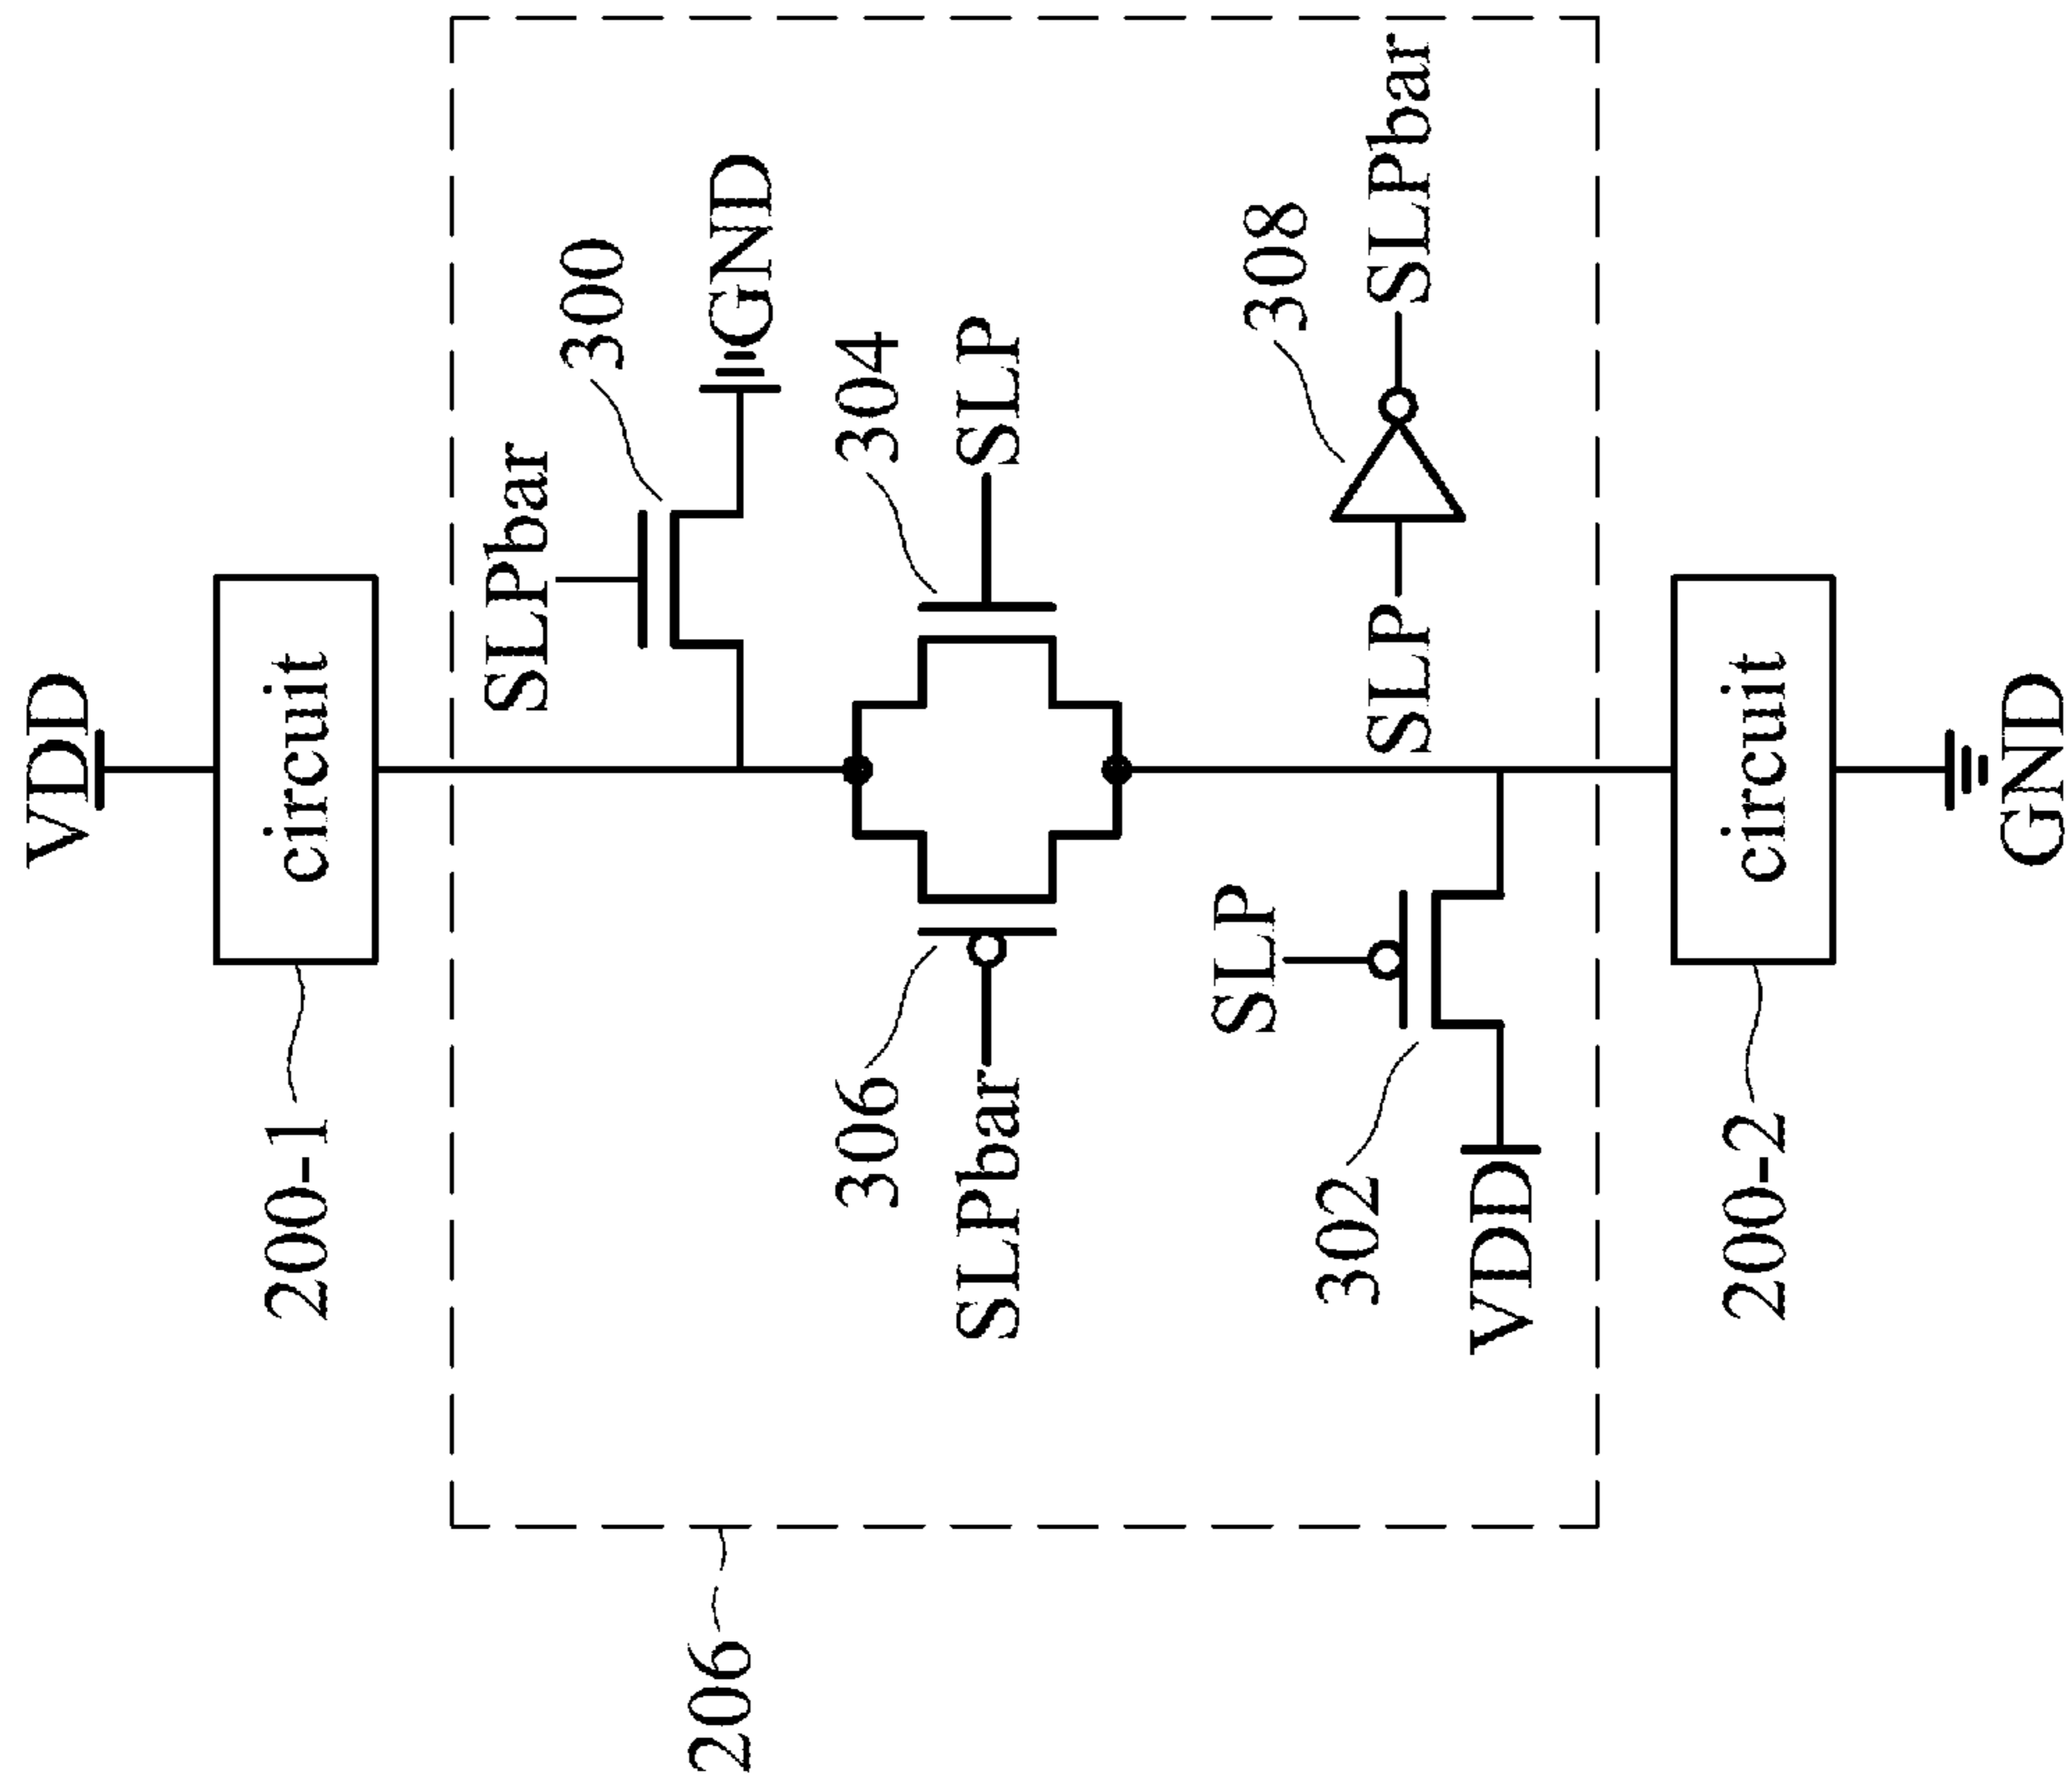 VDD
circuit
200-1
SLPbar
300
GND
304
SLP
306
SLPbar
308
SLP
SLPbar
SLP
302
VDD
circuit
200-2
GND
206